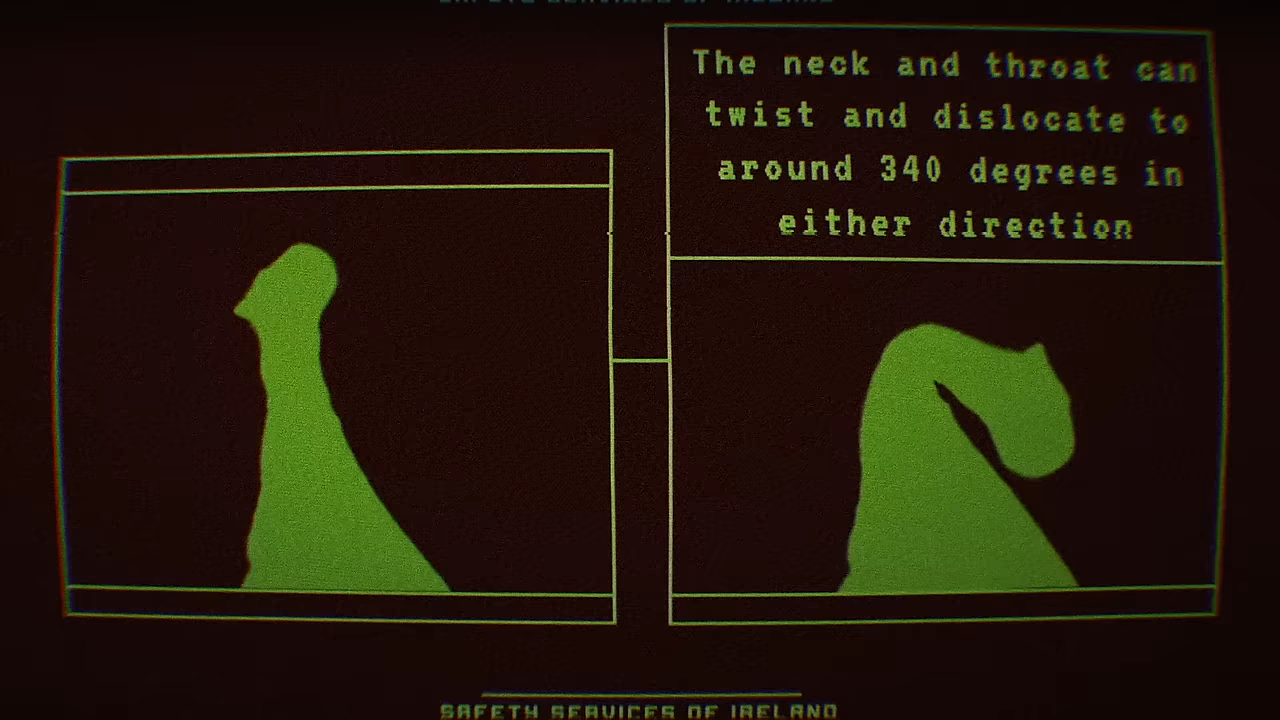 The neck and throat can
twist and dislocate to
around 340 degrees in
either direction
SAFETY SERVICES OF IRELAND